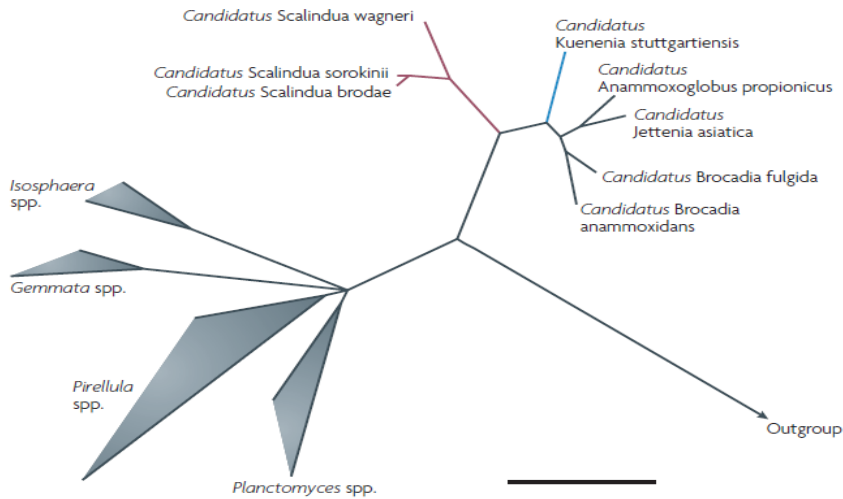 Candidatus Scalindua wagneri
Candidatus
Kuenenia stuttgartiensis
Candidatus Scalindua sorokinii
Candidatus Scalindua brodae
Candidatus
Anammoxoglobus propionicus
Candidatus
Jettenia asiatica
Candidatus Brocadia fulgida
Candidatus Brocadia
anammoxidans
Isosphaera
spp.
Gemmata spp.
Pirellula
spp.
Planctomyces spp.
Outgroup